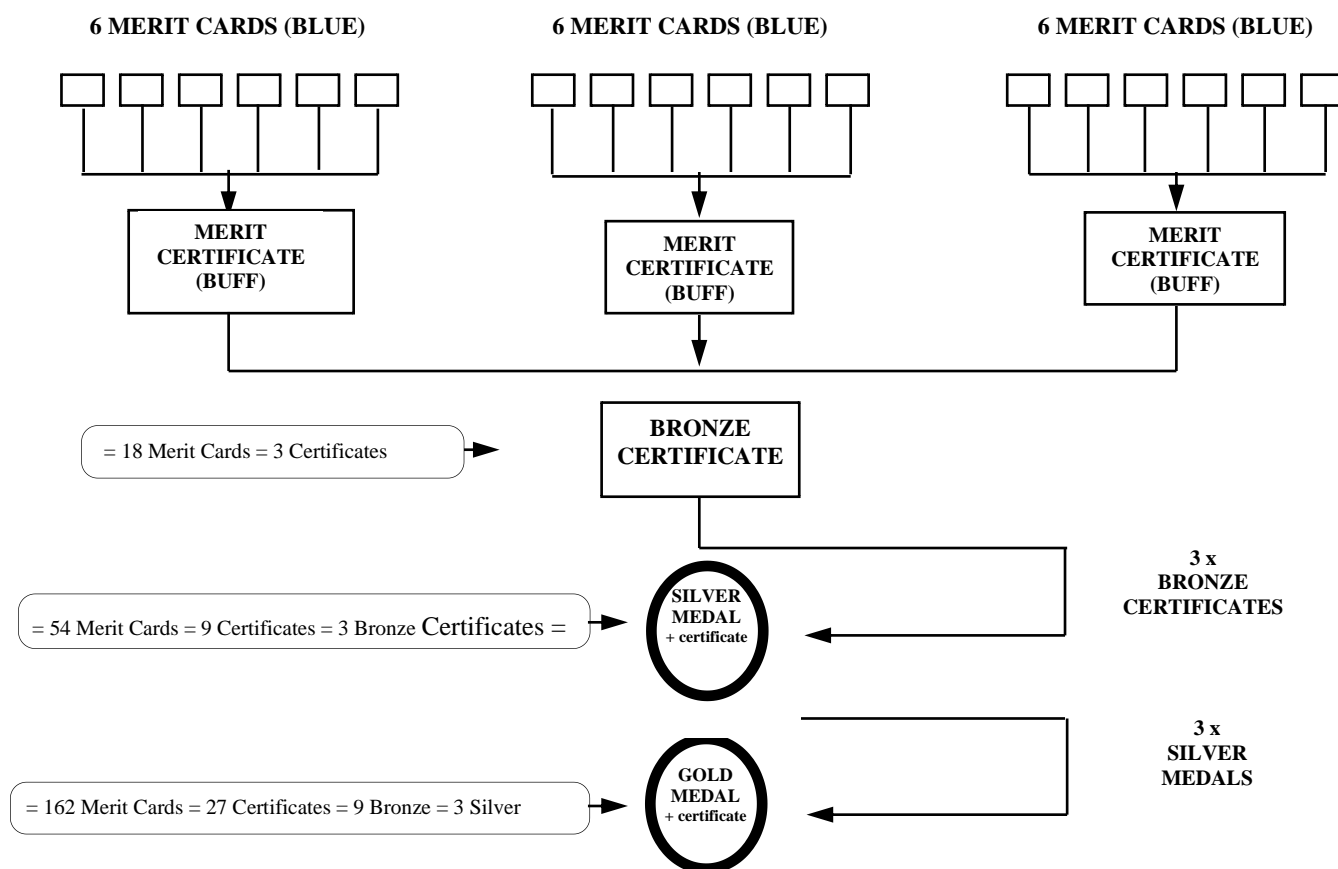 6 MERIT CARDS (BLUE)
6 MERIT CARDS (BLUE)
6 MERIT CARDS (BLUE)
MERIT
CERTIFICATE
(BUFF)
MERIT
CERTIFICATE
(BUFF)
MERIT
CERTIFICATE
(BUFF)
= 18 Merit Cards = 3 Certificates
BRONZE
CERTIFICATE
3 x
BRONZE
CERTIFICATES
= 54 Merit Cards = 9 Certificates = 3 Bronze Certificates =
SILVER
MEDAL
+ certificate
3 x
SILVER
MEDALS
= 162 Merit Cards = 27 Certificates = 9 Bronze = 3 Silver
GOLD
MEDAL
+ certificate